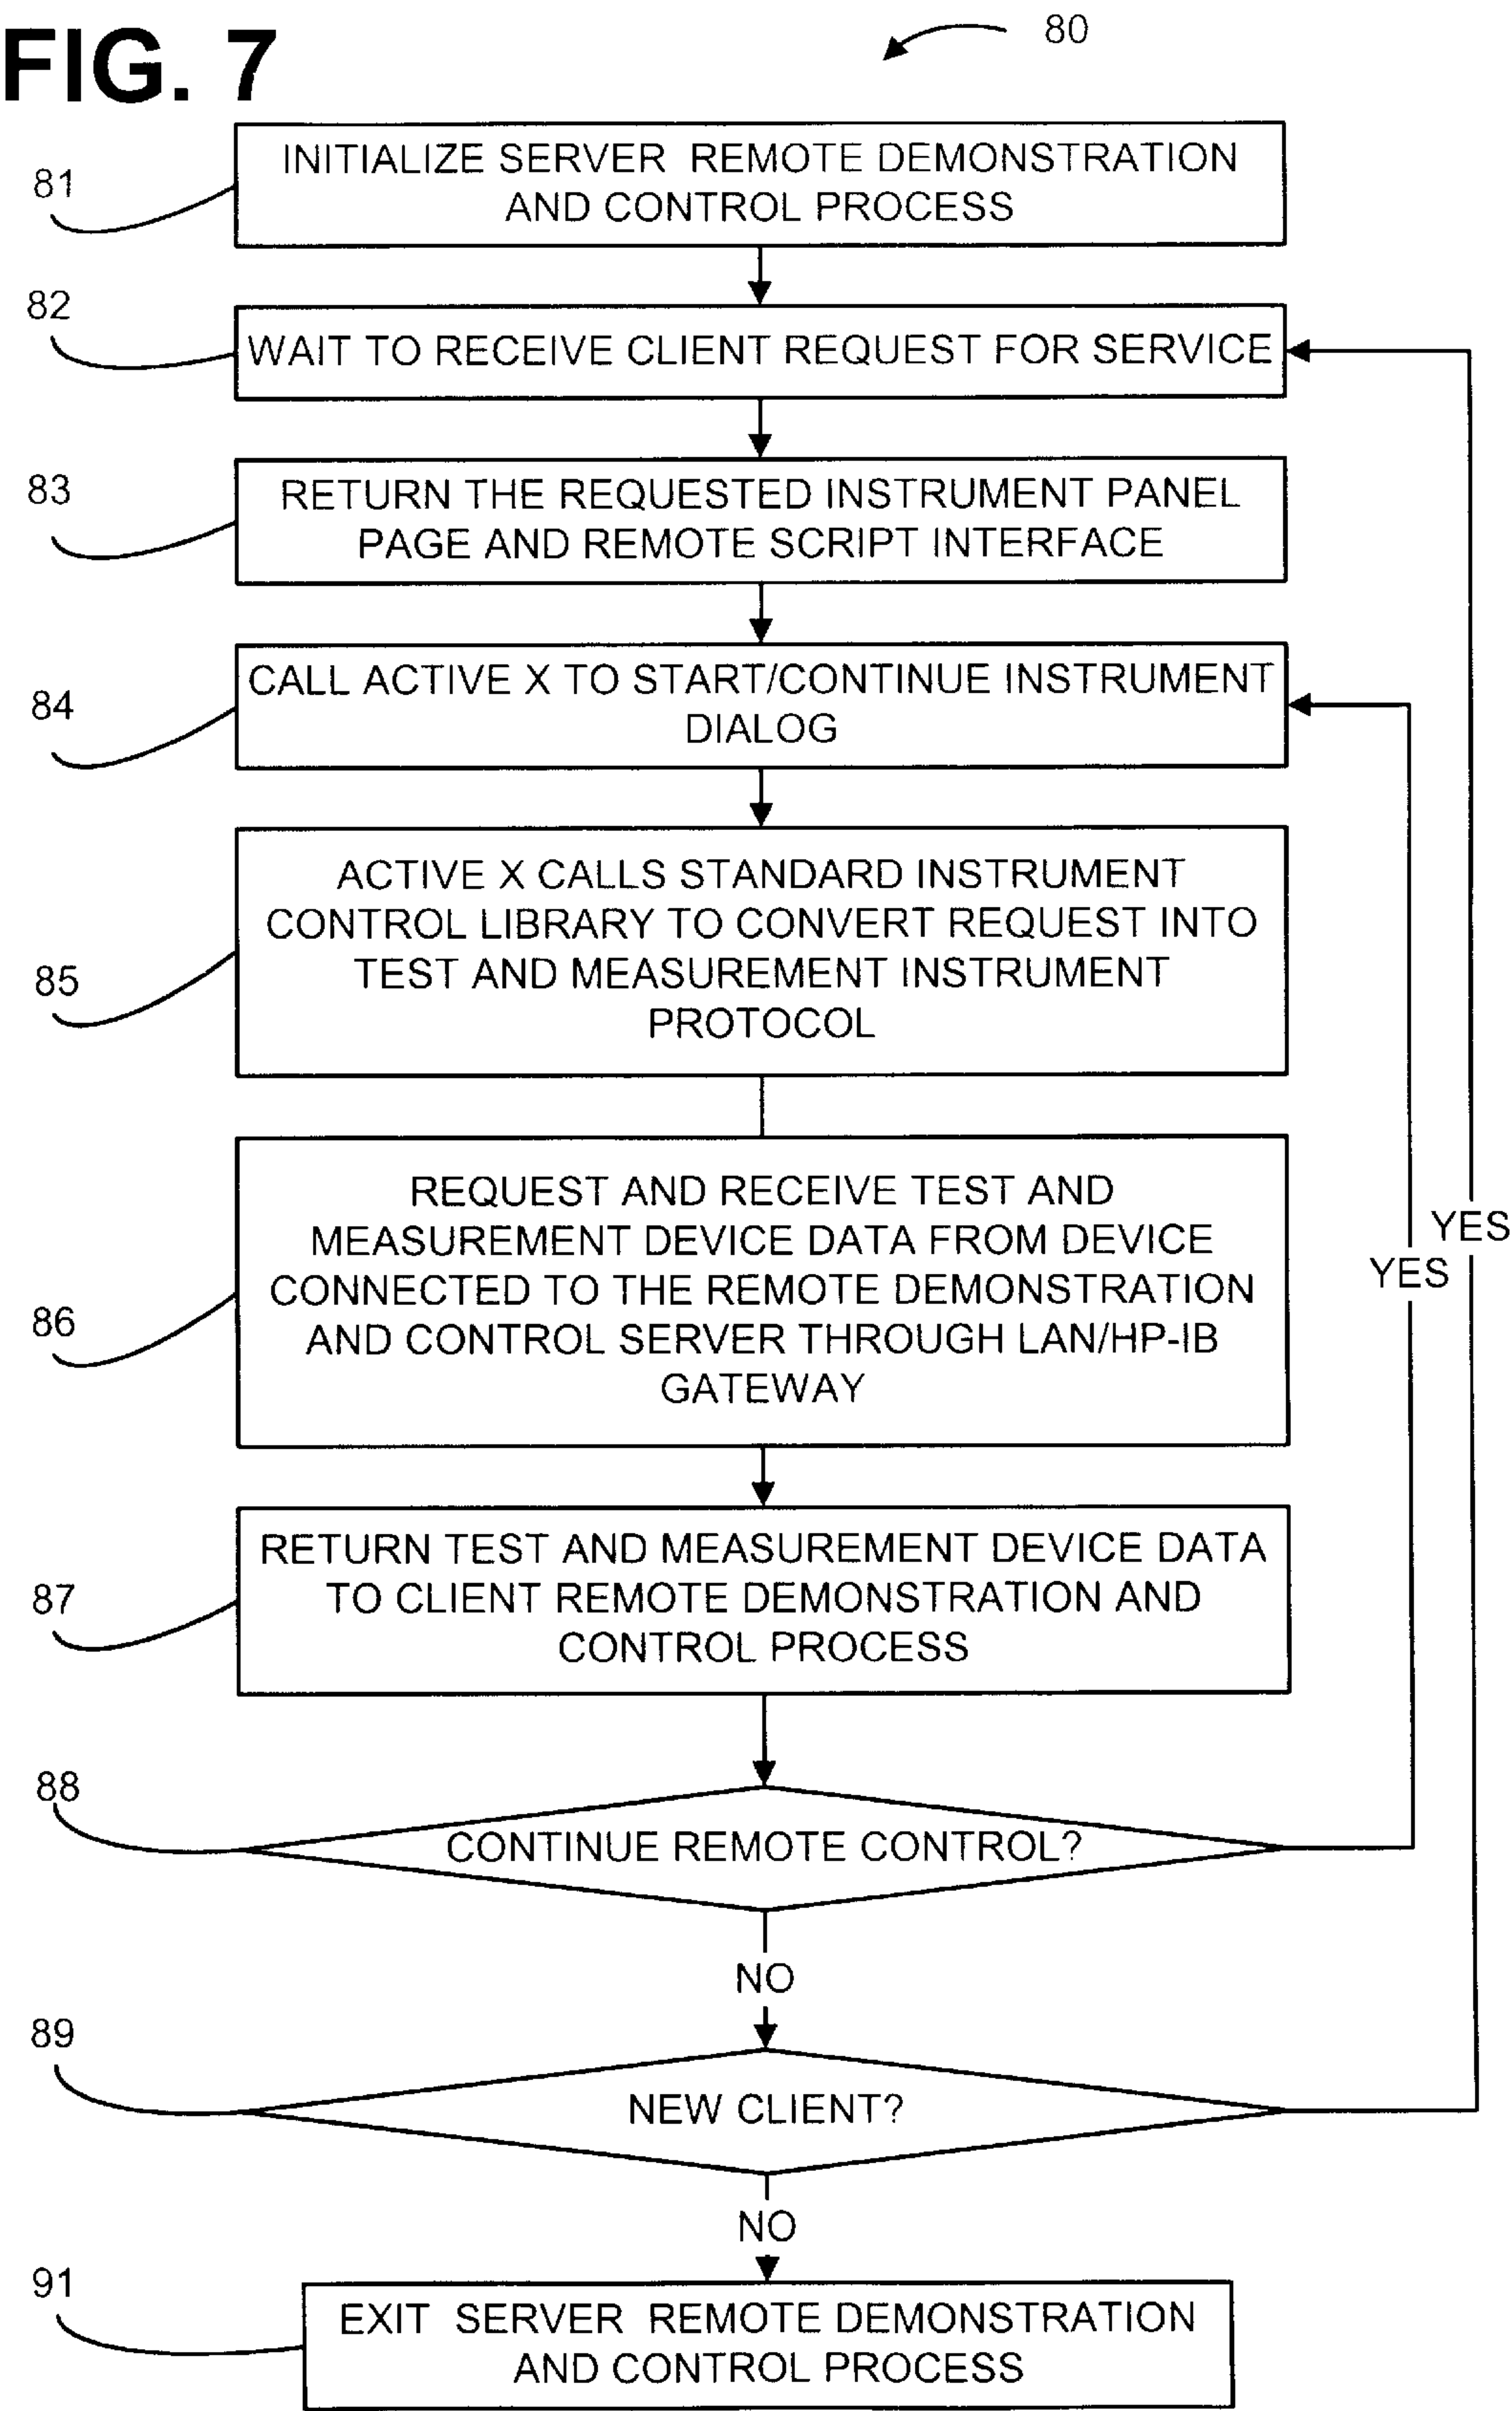 FIG. 7
80
81
INITIALIZE SERVER REMOTE DEMONSTRATION
AND CONTROL PROCESS
82
WAIT TO RECEIVE CLIENT REQUEST FOR SERVICE
83
RETURN THE REQUESTED INSTRUMENT PANEL
PAGE AND REMOTE SCRIPT INTERFACE
84
CALL ACTIVE X TO START/CONTINUE INSTRUMENT
DIALOG
85
ACTIVE X CALLS STANDARD INSTRUMENT
CONTROL LIBRARY TO CONVERT REQUEST INTO
TEST AND MEASUREMENT INSTRUMENT
PROTOCOL
86
REQUEST AND RECEIVE TEST AND
MEASUREMENT DEVICE DATA FROM DEVICE
CONNECTED TO THE REMOTE DEMONSTRATION
AND CONTROL SERVER THROUGH LAN/HP-IB
GATEWAY
YES
YES
87
RETURN TEST AND MEASUREMENT DEVICE DATA
TO CLIENT REMOTE DEMONSTRATION AND
CONTROL PROCESS
88
CONTINUE REMOTE CONTROL?
NO
89
NEW CLIENT?
NO
91
EXIT SERVER REMOTE DEMONSTRATION
AND CONTROL PROCESS